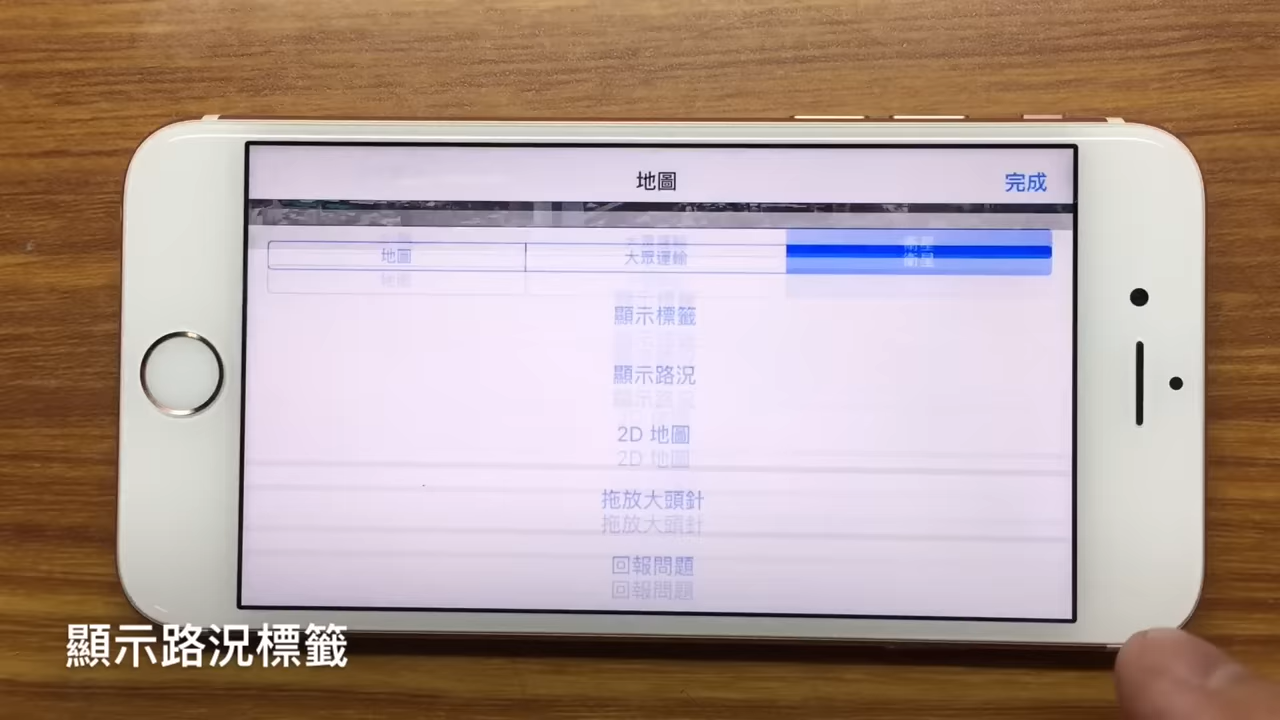 地圖
完成
地圖
大眾運輸
衛星
顯示標籤
顯示路況
2D 地圖
拖放大頭針
回報問題
顯示路況標籤